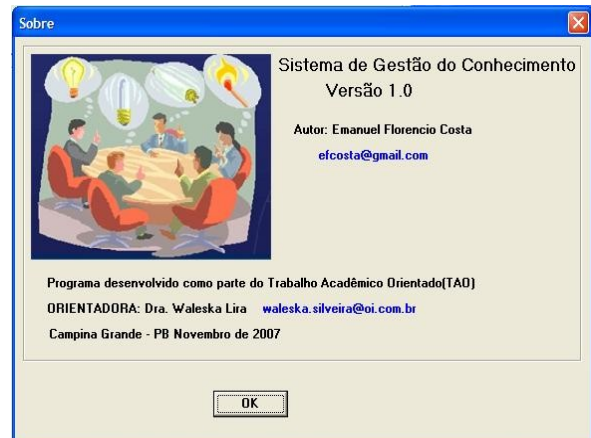 Sobre
Sistema de Gestão do Conhecimento
Versão 1.0
Autor: Emanuel Florencio Costa
efcosta@gmail.com
Programa desenvolvido como parte do Trabalho Acadêmico Orientado(TAO)
ORIENTADORA: Dra. Waleska Lira waleska.silveira@oi.com.br
Campina Grande - PB Novembro de 2007
OK